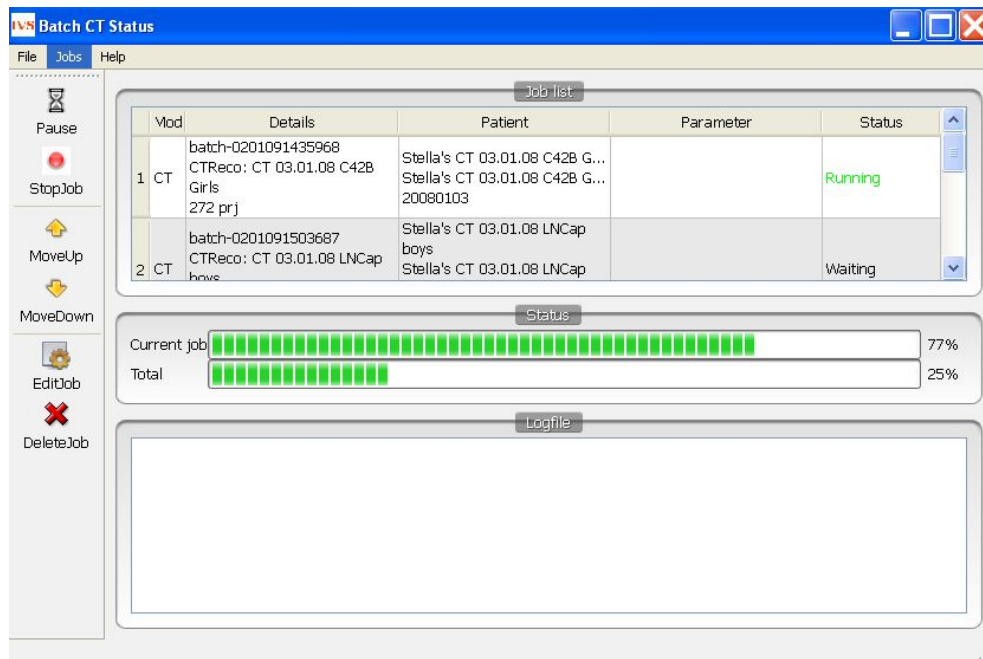 IVS Batch CT Status
File Jobs Help
Pause
StopJob
MoveUp
MoveDown
EditJob
DeleteJob
Job list
Mod Details Patient Parameter Status
1 CT
batch-0201091435968
CTReco: CT 03.01.08 C42B
Girls
272 prj
Stella's CT 03.01.08 C42B G...
Stella's CT 03.01.08 C42B G...
20080103
Running
2 CT
batch-0201091503687
CTReco: CT 03.01.08 LNCap
boys
Stella's CT 03.01.08 LNCap
boys
Stella's CT 03.01.08 LNCap
Waiting
Status
Current job 77%
Total 25%
Logfile